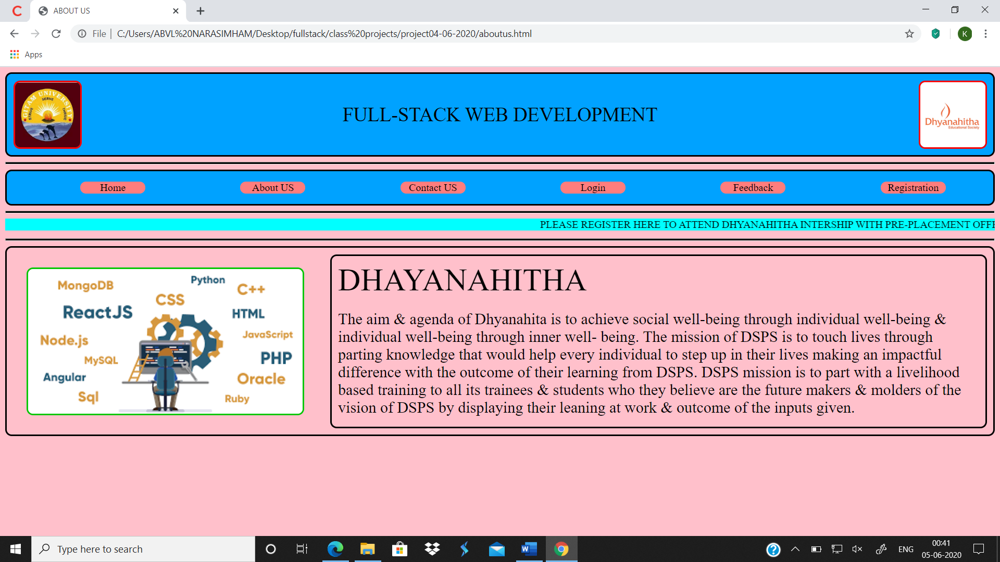 ABOUT US
File
C:/Users/ABVL%20NARASIMHAM/Desktop/fullstack/class%20projects/project04-06-2020/aboutus.html
K
Apps
GITAM UNIVERSITY
SERVE
STRIVE
THRIVE
FULL-STACK WEB DEVELOPMENT
Dhyanahitha
Educational Society
Home
About US
Contact US
Login
Feedback
Registration
PLEASE REGISTER HERE TO ATTEND DHYANAHITHA INTERSHIP WITH PRE-PLACEMENT OFFE
MongoDB
Python
C++
CSS
ReactJS
HTML
JavaScript
Node.js
MySQL
PHP
Angular
Oracle
Sql
Ruby
DHAYANAHITHA
The aim & agenda of Dhyanahita is to achieve social well-being through individual well-being &
individual well-being through inner well- being. The mission of DSPS is to touch lives through
parting knowledge that would help every individual to step up in their lives making an impactful
difference with the outcome of their learning from DSPS. DSPS mission is to part with a livelihood
based training to all its trainees & students who they believe are the future makers & molders of the
vision of DSPS by displaying their leaning at work & outcome of the inputs given.
Type here to search
W
ENG
00:41
05-06-2020